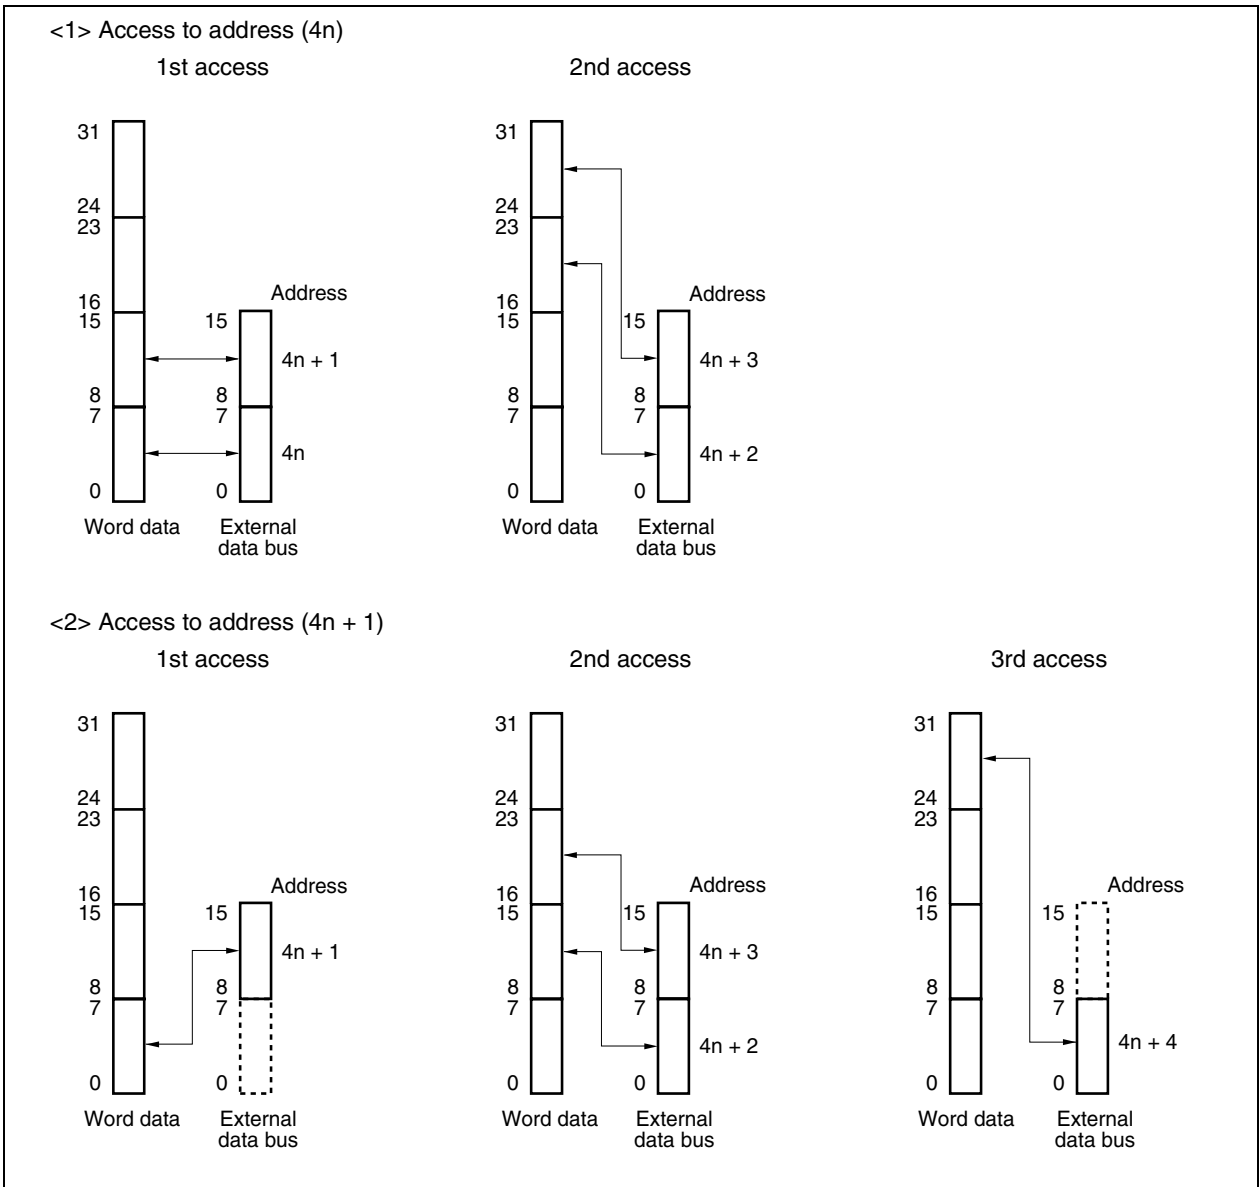 <1> Access to address (4n)
1st access
2nd access
31
24
23
16
15
8
7
0
Address
15
4n + 1
8
7
4n
0
Word data
External
data bus
31
24
23
16
15
8
7
0
Address
15
4n + 3
8
7
4n + 2
0
Word data
External
data bus
<2> Access to address (4n + 1)
1st access
2nd access
3rd access
31
24
23
16
15
8
7
0
Address
15
4n + 1
8
7
0
Word data
External
data bus
31
24
23
16
15
8
7
0
Address
15
4n + 3
8
7
4n + 2
0
Word data
External
data bus
31
24
23
16
15
8
7
0
Address
15
8
7
4n + 4
0
Word data
External
data bus